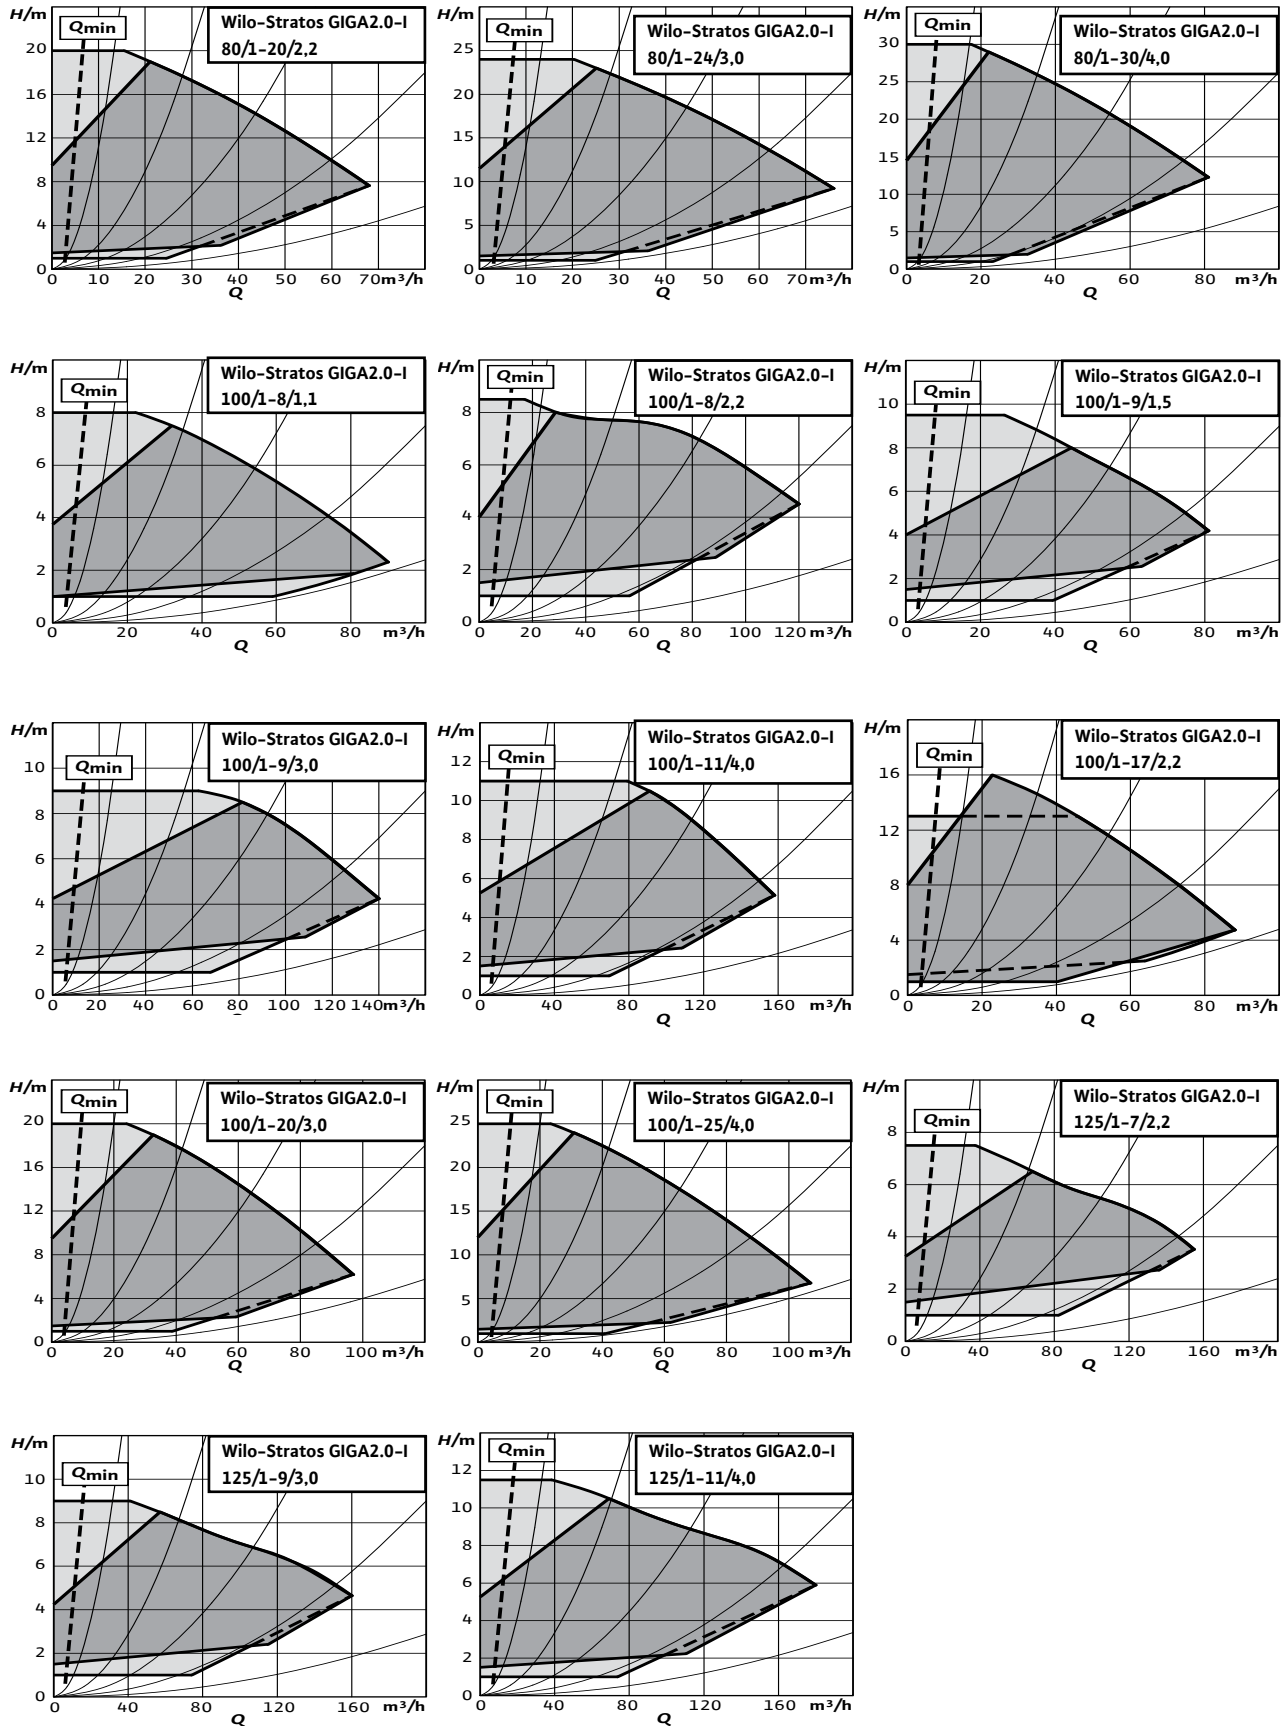 Qmin
Wilo-Stratos GIGA2.0-I
80/1-20/2,2
H/m
20
16
12
8
4
0
0 10 20 30 40 50 60 70 m³/h
Q
Qmin
Wilo-Stratos GIGA2.0-I
80/1-24/3,0
H/m
25
20
15
10
5
0
0 10 20 30 40 50 60 70 m³/h
Q
Qmin
Wilo-Stratos GIGA2.0-I
80/1-30/4,0
H/m
30
25
20
15
10
5
0
0 20 40 60 80 m³/h
Q
H/m
Qmin
Wilo-Stratos GIGA2.0-I
100/1-8/1,1
8
6
4
2
0
0 20 40 60 80 m³/h
Q
H/m
Qmin
Wilo-Stratos GIGA2.0-I
100/1-8/2,2
8
6
4
2
0
0 20 40 60 80 100 120 m³/h
Q
H/m
Qmin
Wilo-Stratos GIGA2.0-I
100/1-9/1,5
10
8
6
4
2
0
0 20 40 60 80 m³/h
Q
H/m
Qmin
Wilo-Stratos GIGA2.0-I
100/1-9/3,0
10
8
6
4
2
0
0 20 40 60 80 100 120 140 m³/h
H/m
Qmin
Wilo-Stratos GIGA2.0-I
100/1-11/4,0
12
10
8
6
4
2
0
0 40 80 120 160 m³/h
Q
H/m
Qmin
Wilo-Stratos GIGA2.0-I
100/1-17/2,2
16
12
8
4
0
0 20 40 60 80 m³/h
Q
H/m
Qmin
Wilo-Stratos GIGA2.0-I
100/1-20/3,0
20
16
12
8
4
0
0 20 40 60 80 100 m³/h
Q
H/m
Qmin
Wilo-Stratos GIGA2.0-I
100/1-25/4,0
25
20
15
10
5
0
0 20 40 60 80 100 m³/h
Q
H/m
Qmin
Wilo-Stratos GIGA2.0-I
125/1-7/2,2
8
6
4
2
0
0 40 80 120 160 m³/h
Q
H/m
Qmin
Wilo-Stratos GIGA2.0-I
125/1-9/3,0
10
8
6
4
2
0
0 40 80 120 160 m³/h
Q
H/m
Qmin
Wilo-Stratos GIGA2.0-I
125/1-11/4,0
12
10
8
6
4
2
0
0 40 80 120 160 m³/h
Q